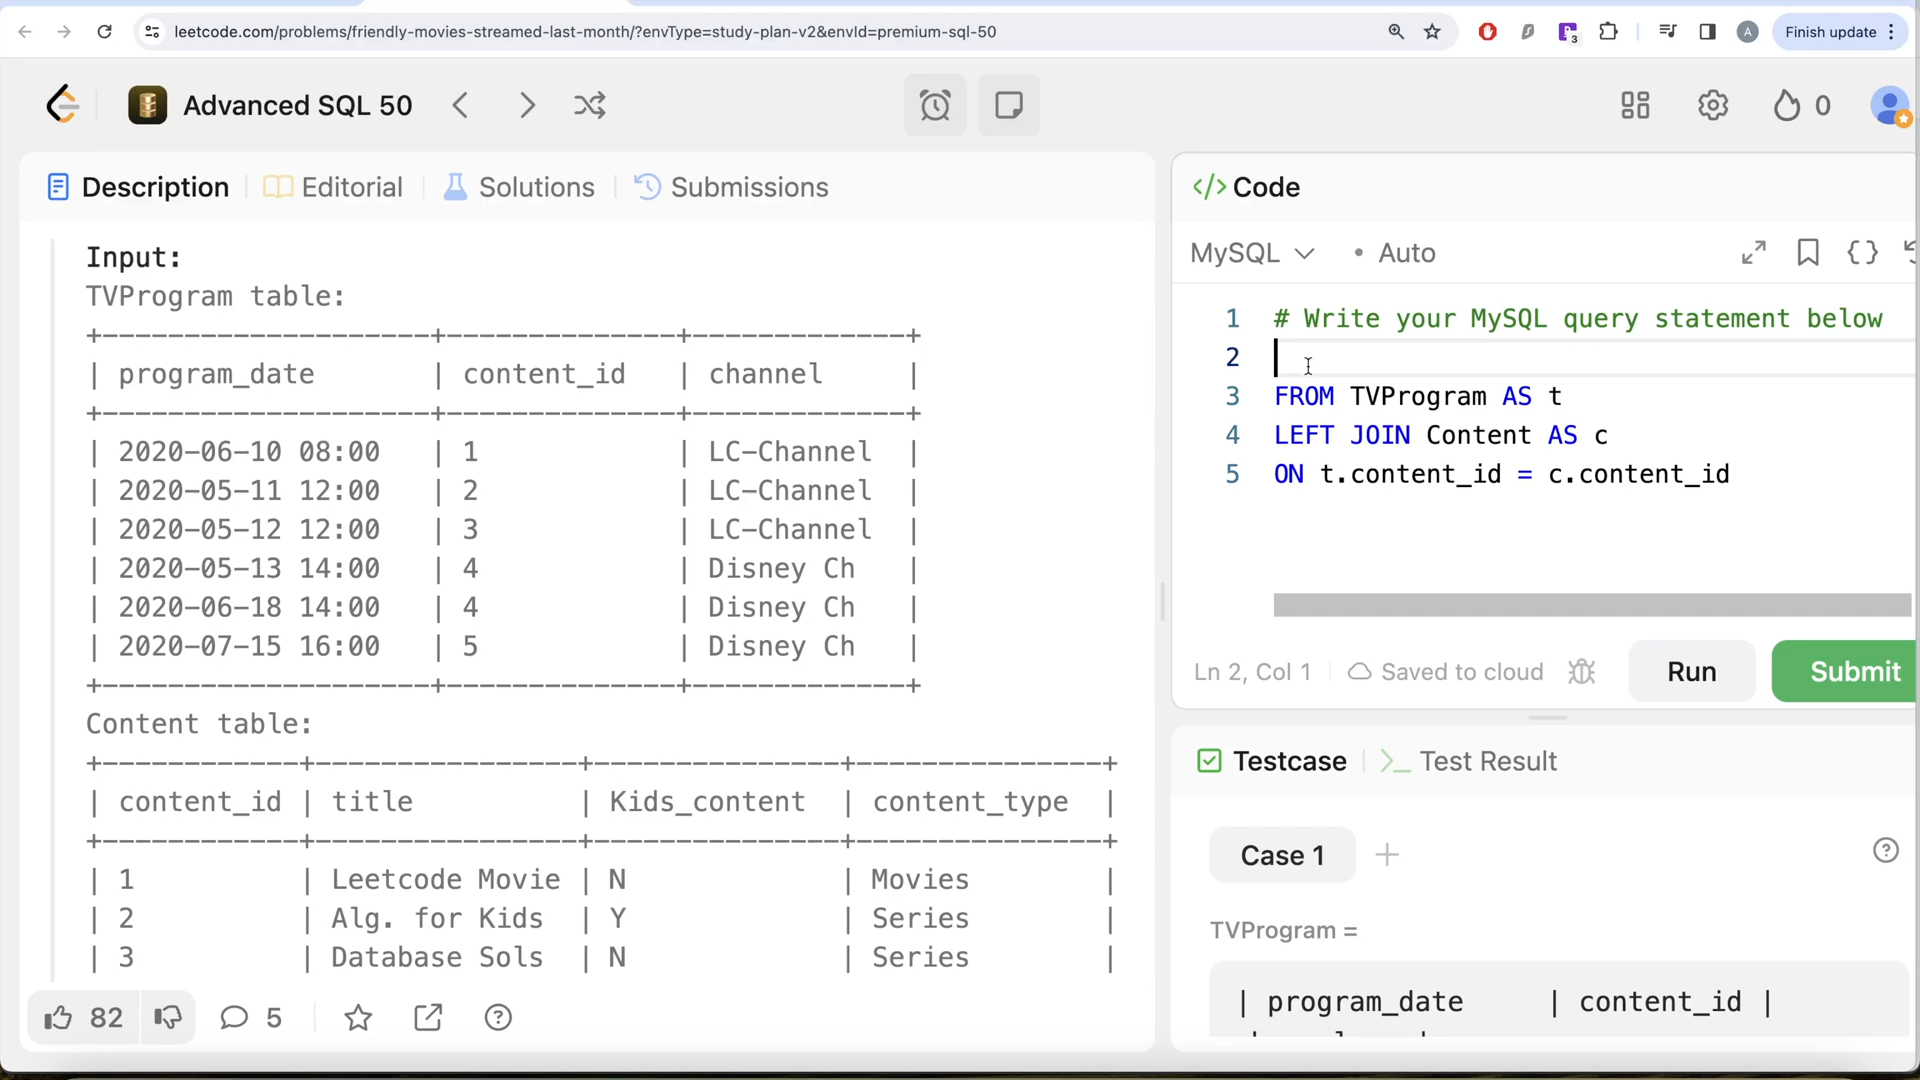 leetcode.com/problems/friendly-movies-streamed-last-month/?envType=study-plan-v2&envId=premium-sql-50
3
A
Finish update
Advanced SQL 50
0
Description
Editorial
Solutions
Submissions
Input:
TVProgram table:
+---------------------+--------------+-------------+
| program_date | content_id | channel |
+---------------------+--------------+-------------+
| 2020-06-10 08:00 | 1 | LC-Channel |
| 2020-05-11 12:00 | 2 | LC-Channel |
| 2020-05-12 12:00 | 3 | LC-Channel |
| 2020-05-13 14:00 | 4 | Disney Ch |
| 2020-06-18 14:00 | 4 | Disney Ch |
| 2020-07-15 16:00 | 5 | Disney Ch |
+---------------------+--------------+-------------+
Content table:
+------------+----------------+---------------+---------------+
| content_id | title | Kids_content | content_type |
+------------+----------------+---------------+---------------+
| 1 | Leetcode Movie | N | Movies |
| 2 | Alg. for Kids | Y | Series |
| 3 | Database Sols | N | Series |
82
5
</> Code
MySQL
• Auto
{}
1 # Write your MySQL query statement below
2
3 FROM TVProgram AS t
4 LEFT JOIN Content AS c
5 ON t.content_id = c.content_id
Ln 2, Col 1
Saved to cloud
Run
Submit
Testcase
>_ Test Result
Case 1
+
TVProgram =
| program_date | content_id |